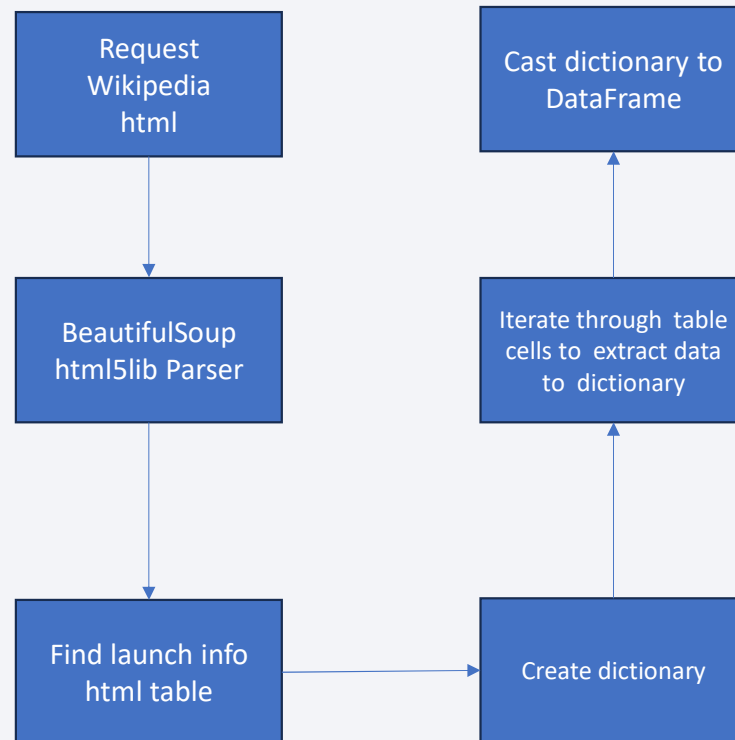 Request
Wikipedia
html
BeautifulSoup
html5lib Parser
Find launch info
html table
Create dictionary
Iterate through table
cells to extract data
to dictionary
Cast dictionary to
DataFrame